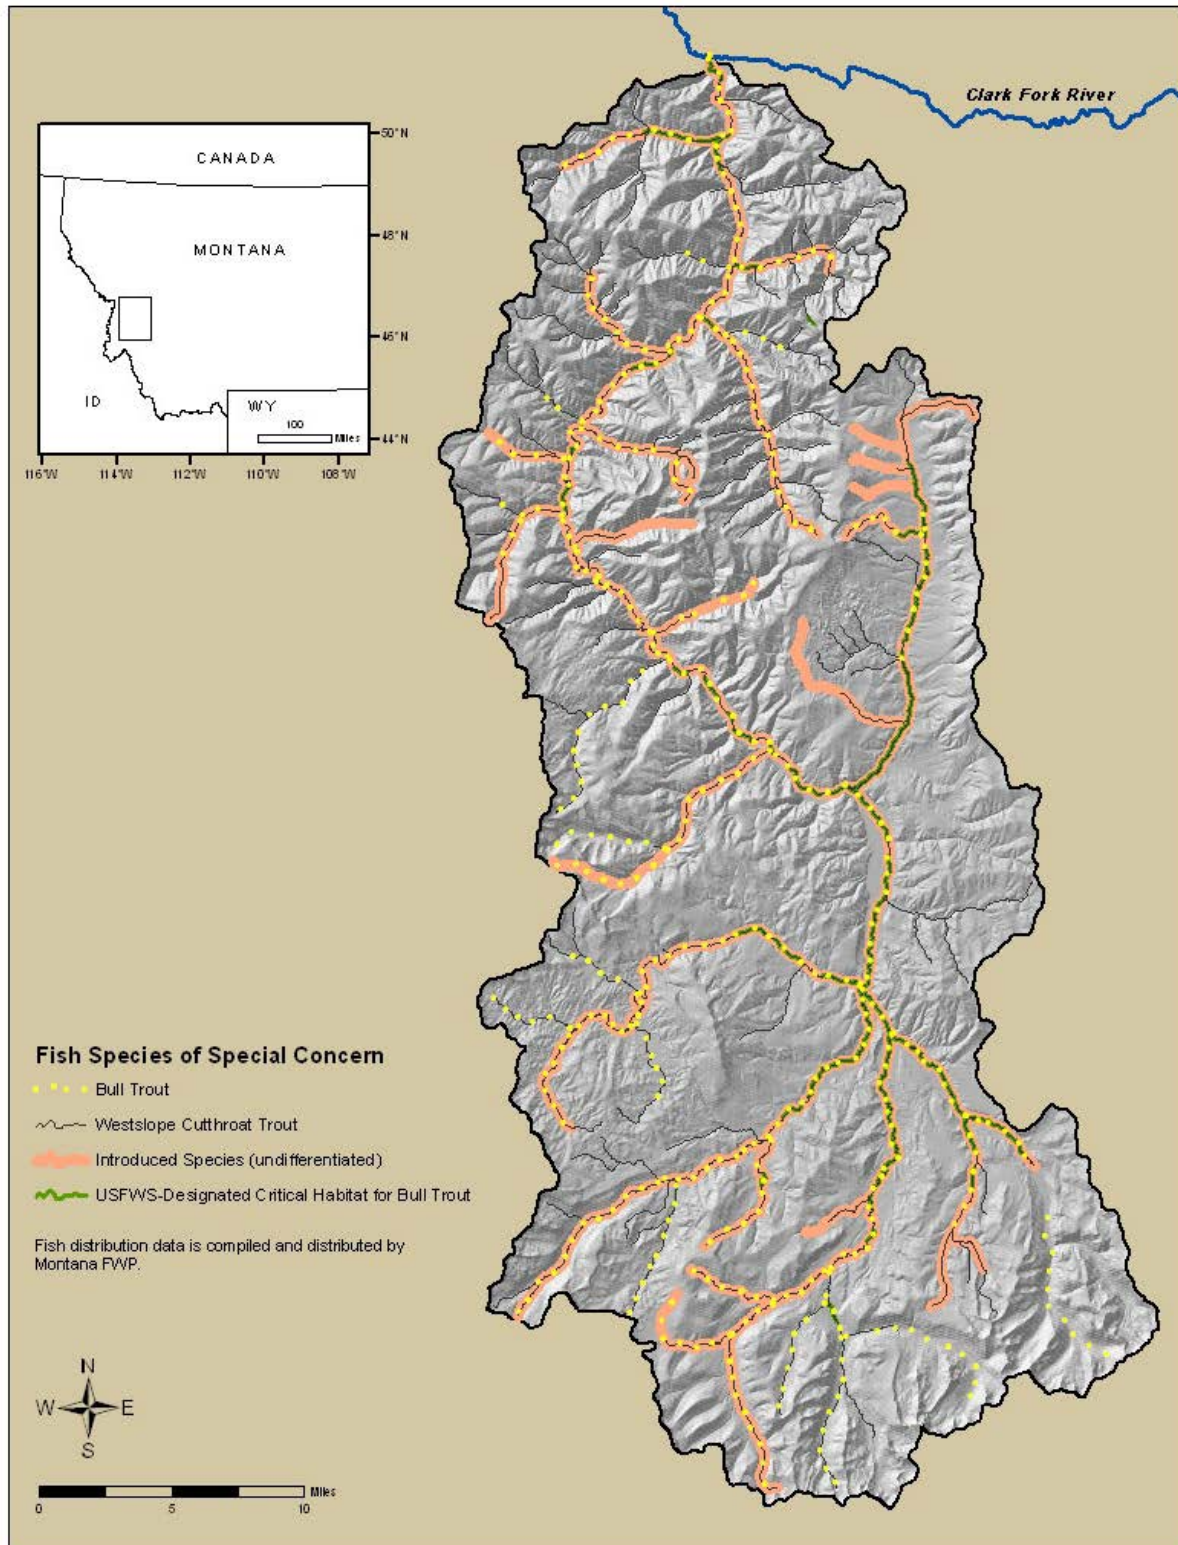 Clark Fork River
CANADA
MONTANA
ID
WY
100
Miles
50°N
48°N
46°N
44°N
116°W
114°W
112°W
110°W
108°W
Fish Species of Special Concern
Bull Trout
Westslope Cutthroat Trout
Introduced Species (undifferentiated)
USFWS-Designated Critical Habitat for Bull Trout
Fish distribution data is compiled and distributed by
Montana FWP.
N
W E
S
Miles
0 5 10